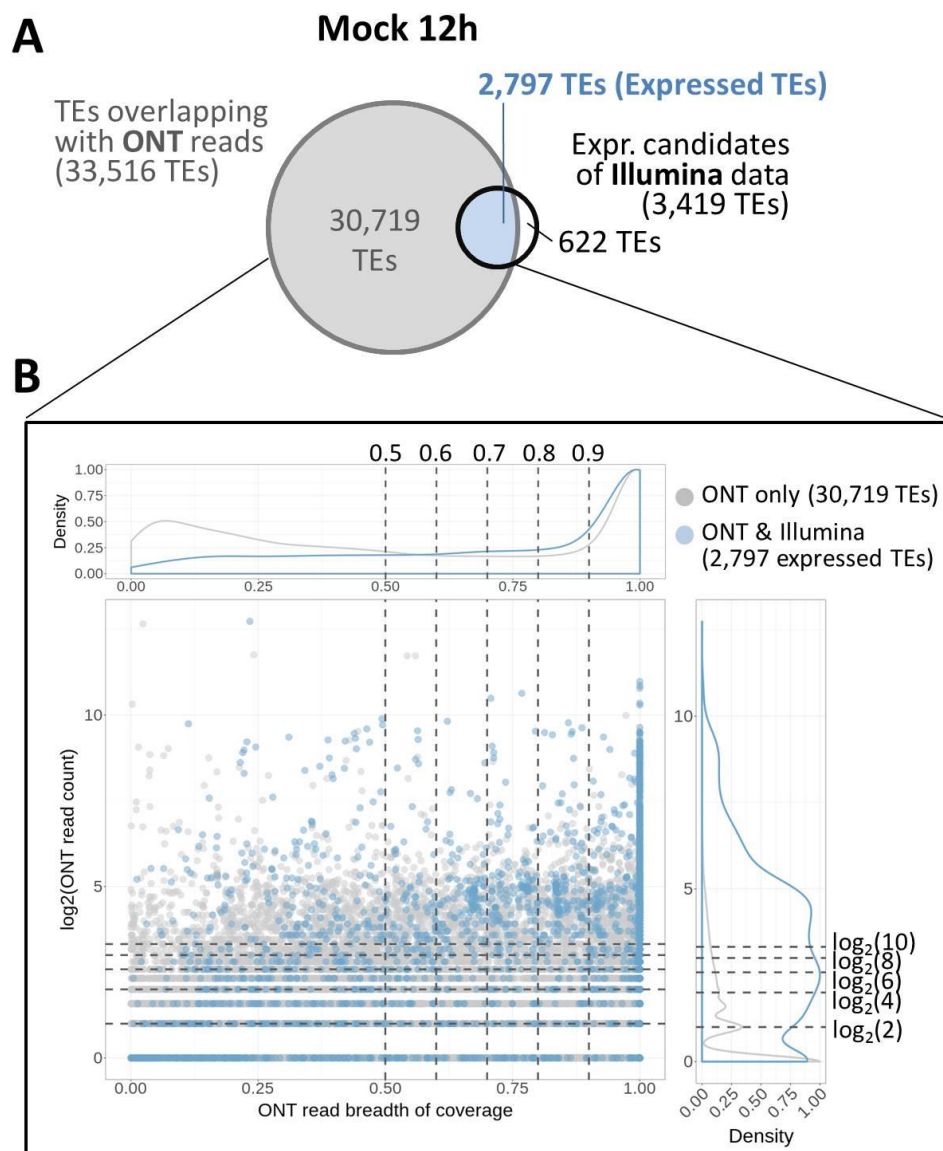 A
Mock 12h
2,797 TEs (Expressed TEs)
TEs overlapping
with ONT reads
(33,516 TEs)
Expr. candidates
of Illumina data
(3,419 TEs)
30,719
TEs
622 TEs
B
0.5 0.6 0.7 0.8 0.9
1.00
0.75
0.50
0.25
0.00
Density
0.00 0.25 0.50 0.75 1.00
ONT only (30,719 TEs)
ONT & Illumina
(2,797 expressed TEs)
10
5
0
log2(ONT read count)
0.00 0.25 0.50 0.75 1.00
ONT read breadth of coverage
10
5
0
log₂(10)
log₂(8)
log₂(6)
log₂(4)
log₂(2)
0.00 0.25 0.50 0.75 1.00
Density